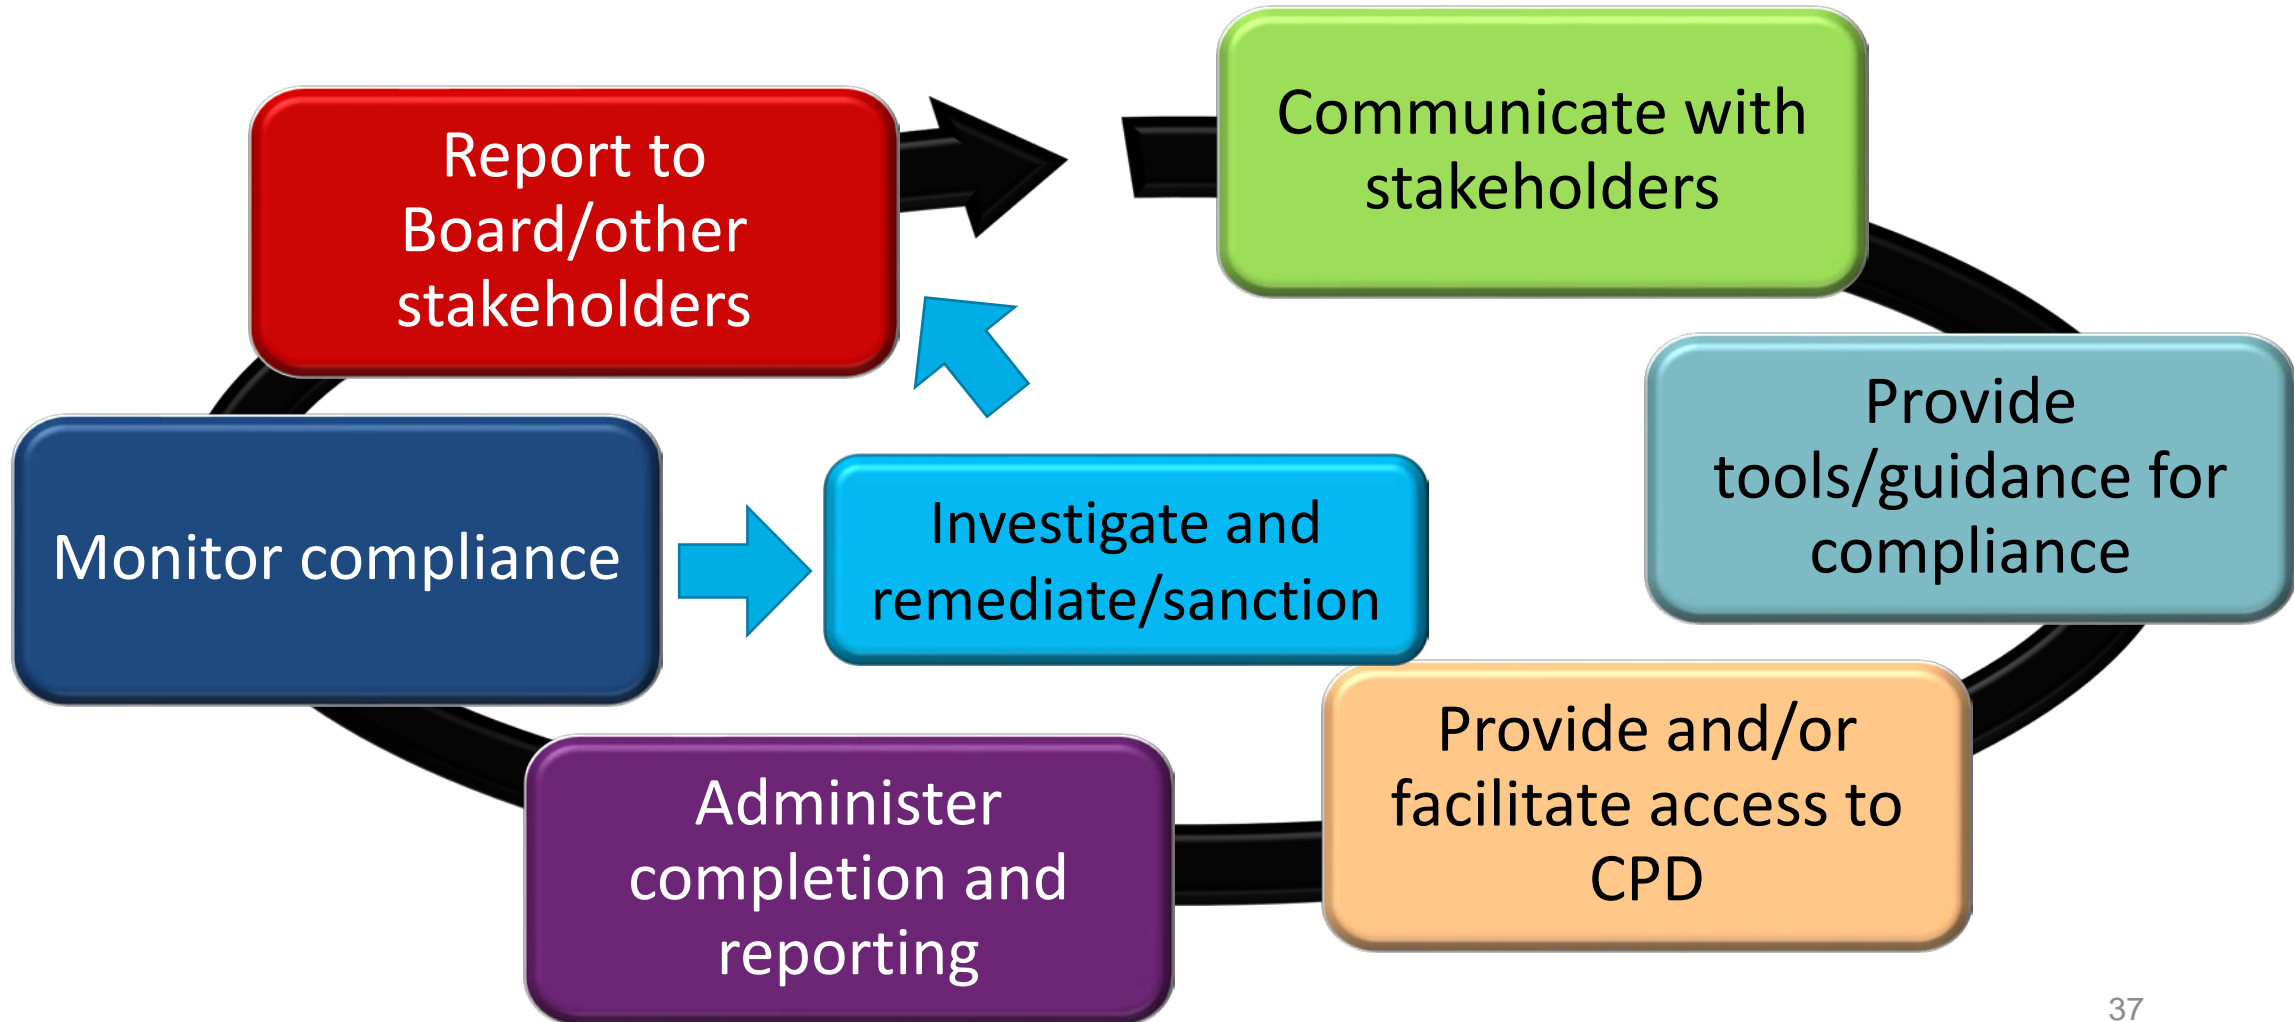 Communicate with
stakeholders
Provide
tools/guidance for
compliance
Provide and/or
facilitate access to
CPD
Administer
completion and
reporting
Monitor compliance
Investigate and
remediate/sanction
Report to
Board/other
stakeholders
37